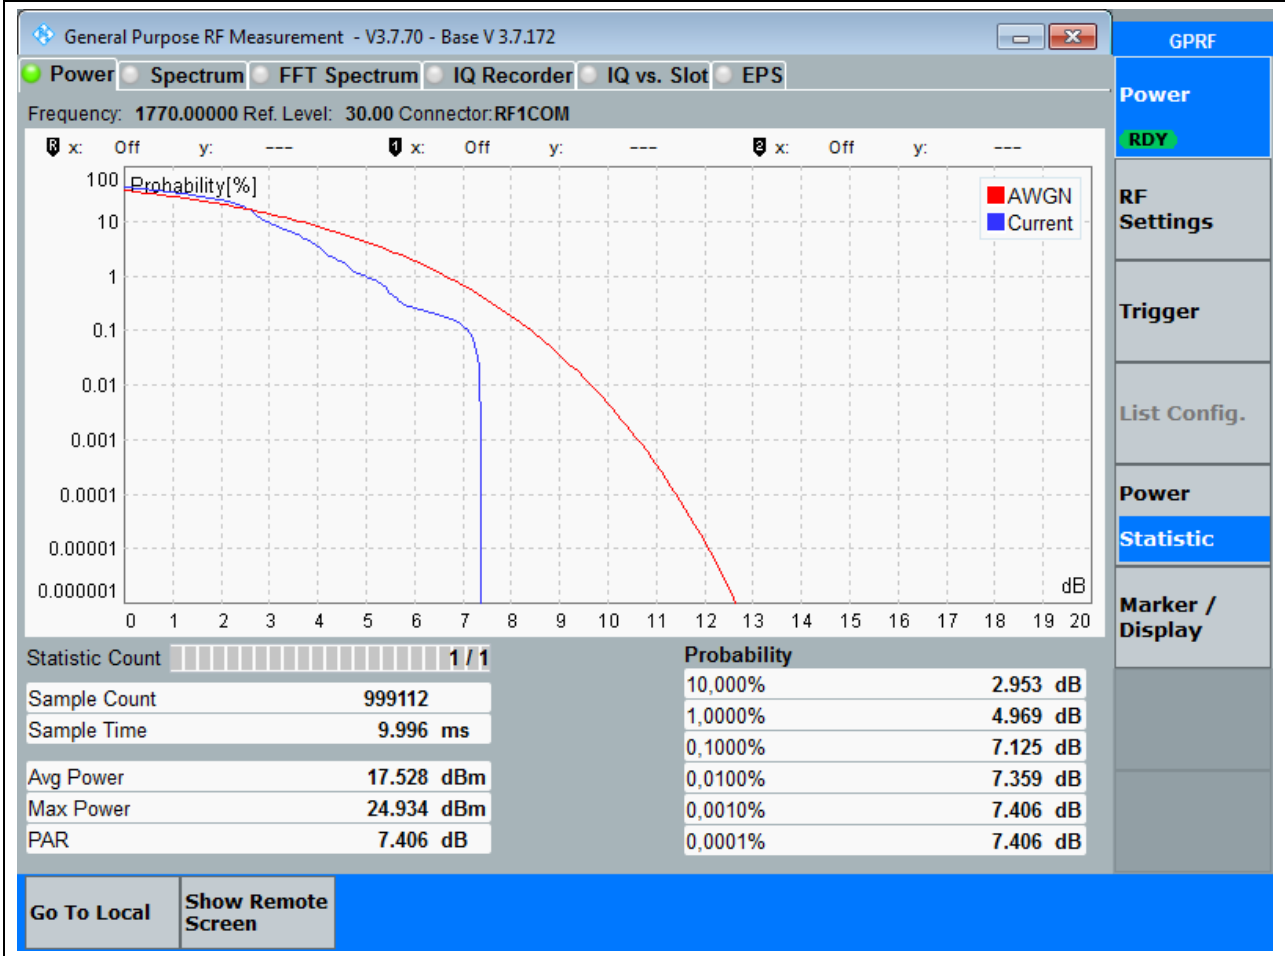 General Purpose RF Measurement - V3.7.70 - Base V 3.7.172
GPRF
Power Spectrum FFT Spectrum IQ Recorder IQ vs. Slot EPS
Frequency: 1770.00000 Ref. Level: 30.00 Connector:RF1COM
R x: Off y: --- 1 x: Off y: --- 2 x: Off y: ---
Probability[%]
AWGN
Current
100
10
1
0.1
0.01
0.001
0.0001
0.00001
0.000001
dB
0 1 2 3 4 5 6 7 8 9 10 11 12 13 14 15 16 17 18 19 20
Statistic Count 1 / 1
Sample Count 999112
Sample Time 9.996 ms
Avg Power 17.528 dBm
Max Power 24.934 dBm
PAR 7.406 dB
Probability
10,000% 2.953 dB
1,0000% 4.969 dB
0,1000% 7.125 dB
0,0100% 7.359 dB
0,0010% 7.406 dB
0,0001% 7.406 dB
Power
RDY
RF
Settings
Trigger
List Config.
Power
Statistic
Marker /
Display
Go To Local
Show Remote
Screen